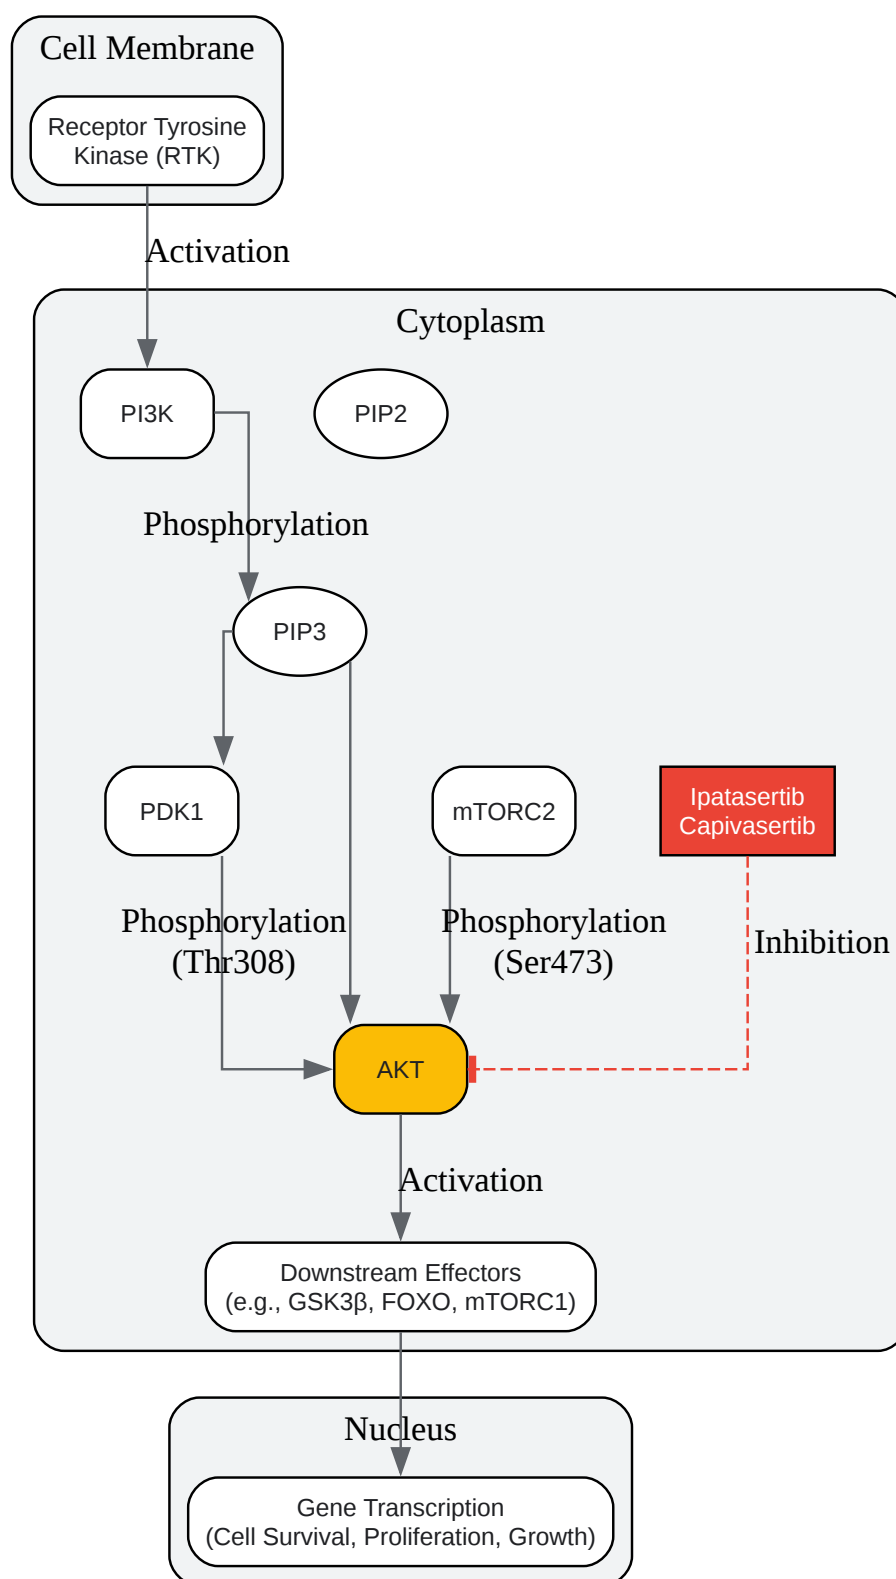 Cell Membrane
Receptor Tyrosine
Kinase (RTK)
Activation
Cytoplasm
PI3K
PIP2
Phosphorylation
PIP3
PDK1
mTORC2
Ipatasertib
Capivasertib
Phosphorylation
(Thr308)
Phosphorylation
(Ser473)
Inhibition
AKT
Activation
Downstream Effectors
(e.g., GSK3β, FOXO, mTORC1)
Nucleus
Gene Transcription
(Cell Survival, Proliferation, Growth)